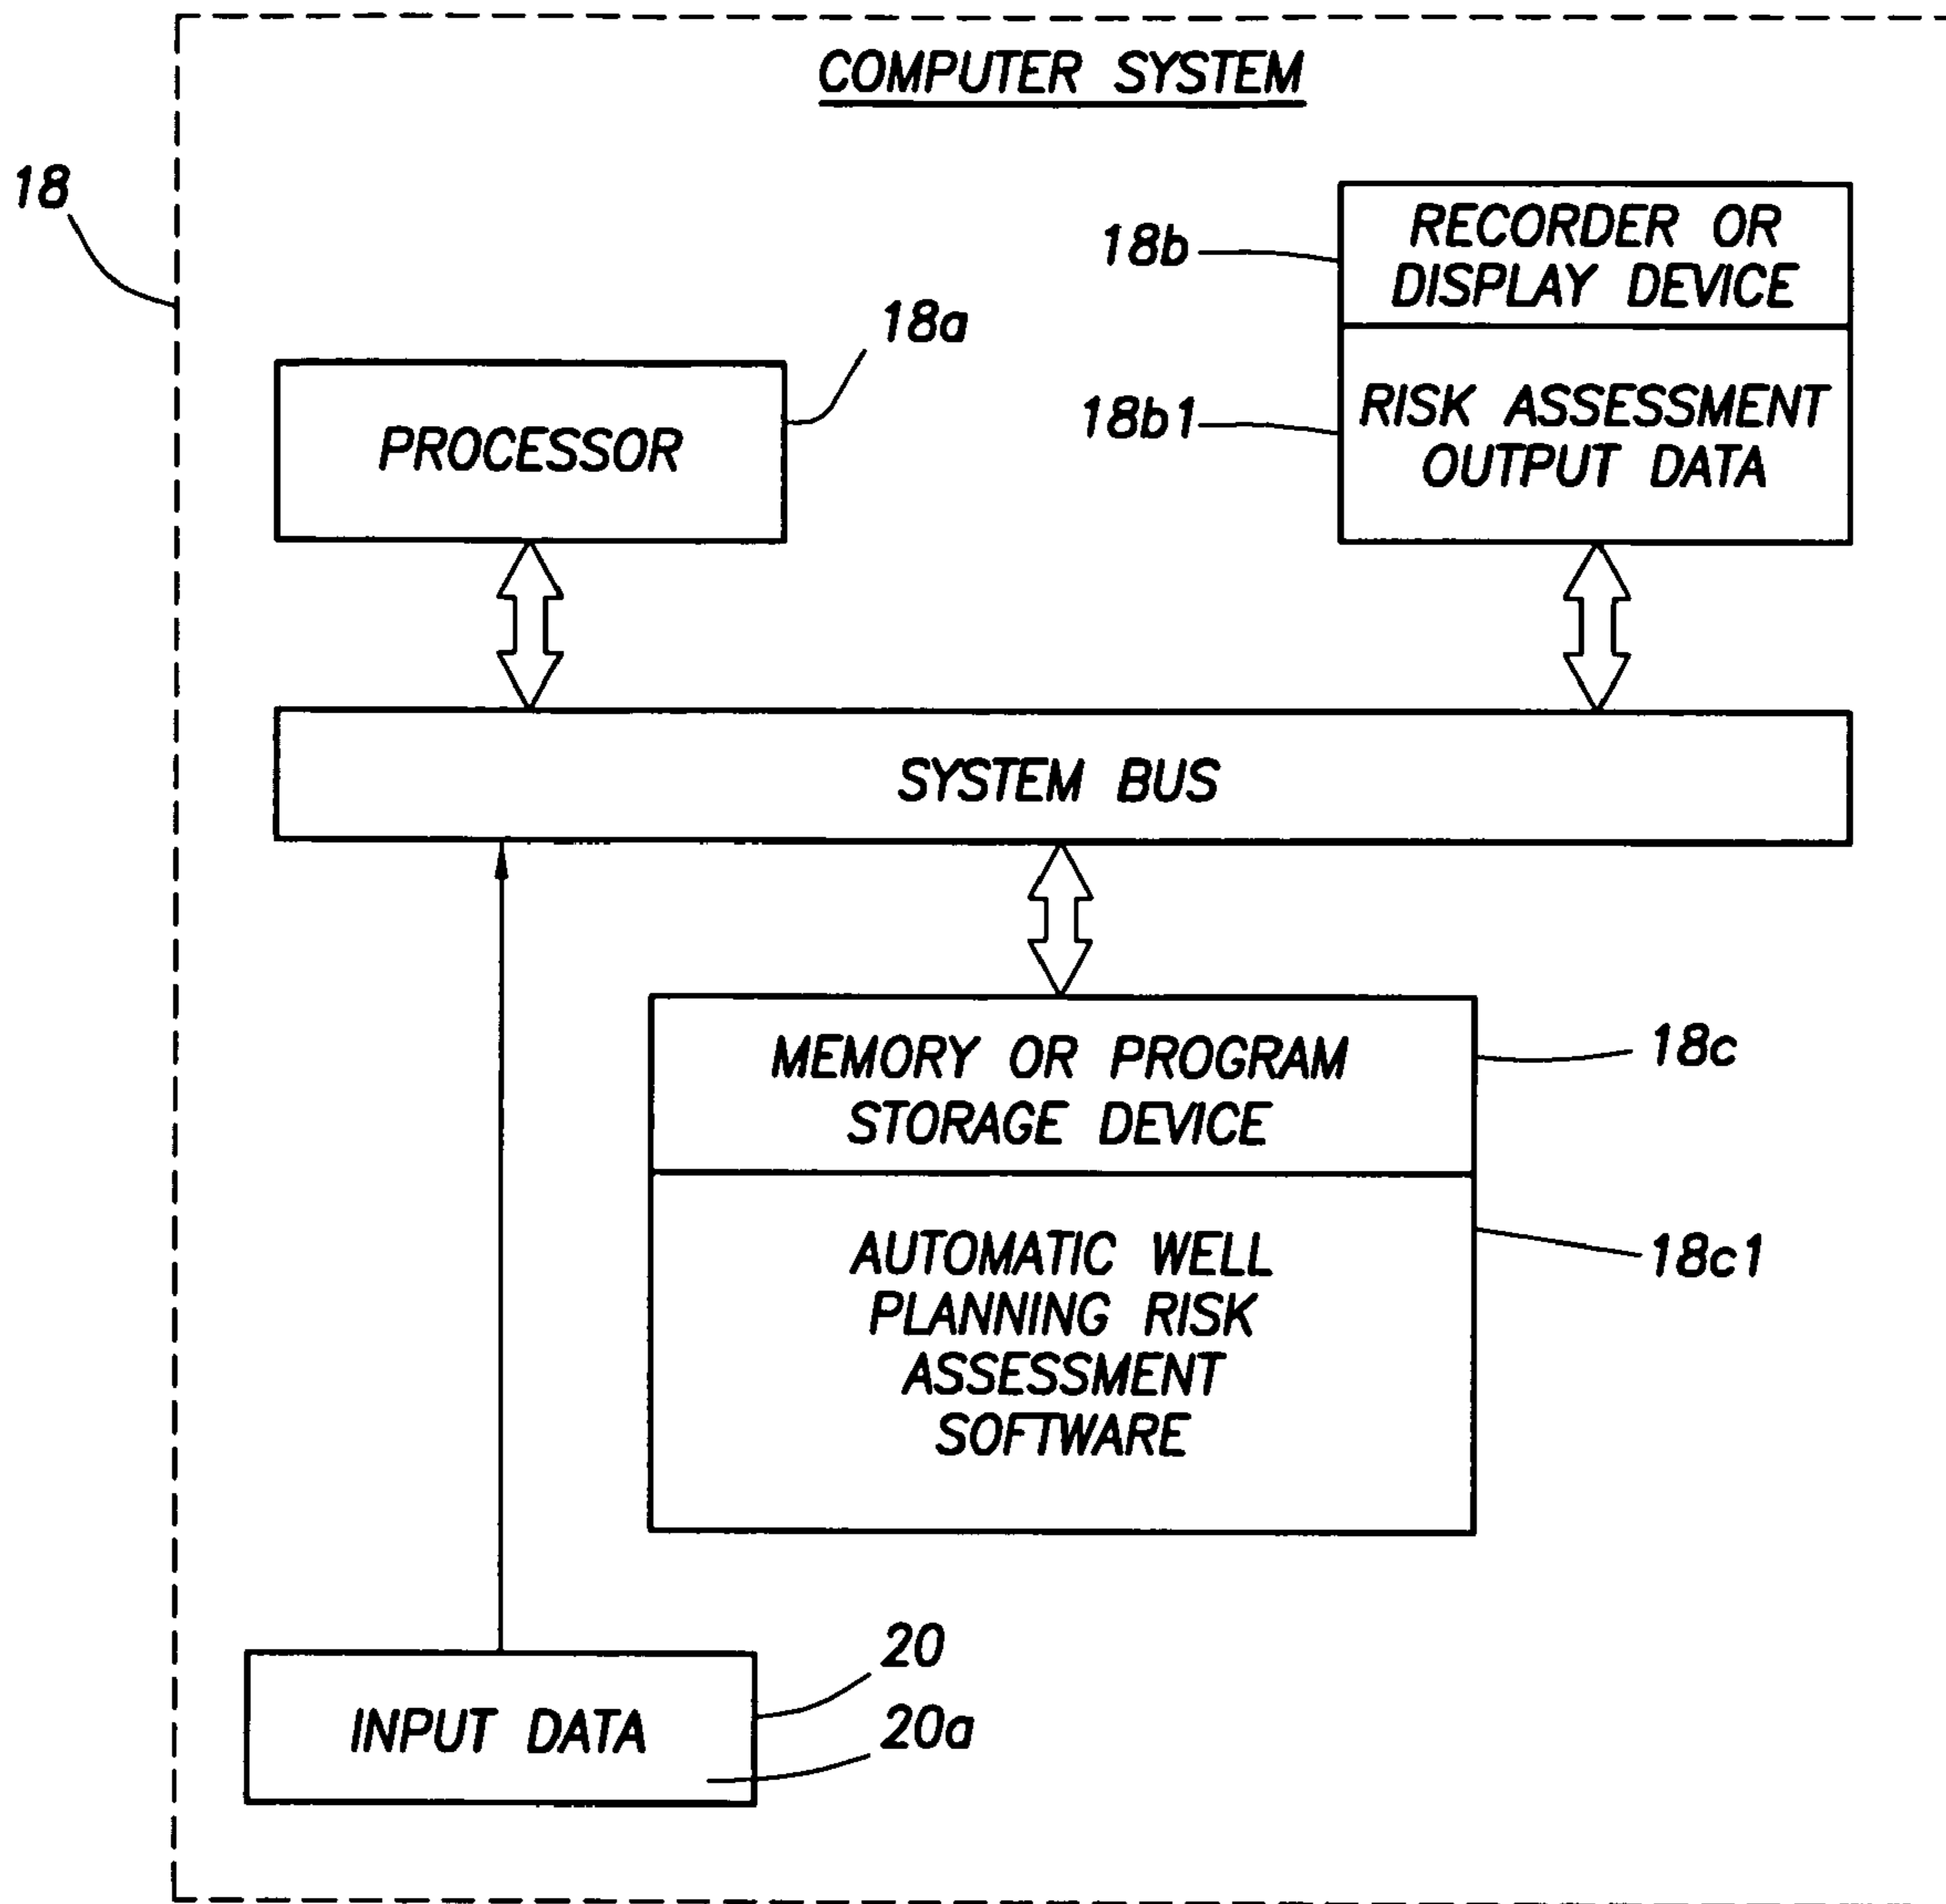 COMPUTER SYSTEM
18
18b
RECORDER OR
DISPLAY DEVICE
18a
18b1
RISK ASSESSMENT
OUTPUT DATA
PROCESSOR
SYSTEM BUS
MEMORY OR PROGRAM
STORAGE DEVICE
18c
AUTOMATIC WELL
PLANNING RISK
ASSESSMENT
SOFTWARE
18c1
20
INPUT DATA
20a